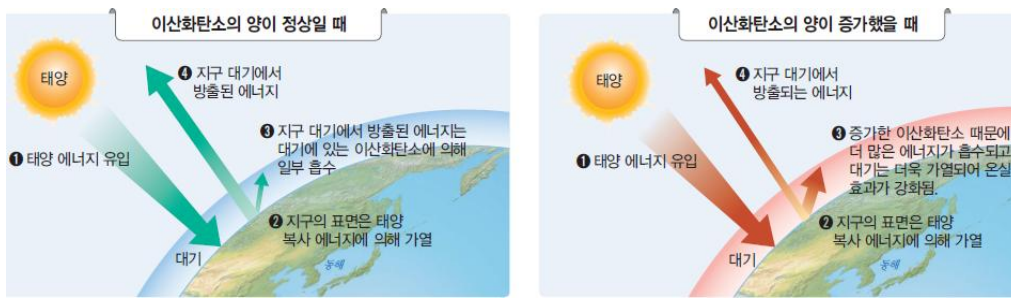 이산화탄소의 양이 정상일 때
태양
❹ 지구 대기에서
방출된 에너지
❸ 지구 대기에서 방출된 에너지는
대기에 있는 이산화탄소에 의해
일부 흡수
❶ 태양 에너지 유입
❷ 지구의 표면은 태양
복사 에너지에 의해 가열
대기
동해
이산화탄소의 양이 증가했을 때
태양
❹ 지구 대기에서
방출되는 에너지
❸ 증가한 이산화탄소 때문에
더 많은 에너지가 흡수되고
대기는 더욱 가열되어 온실
효과가 강화됨.
❶ 태양 에너지 유입
❷ 지구의 표면은 태양
복사 에너지에 의해 가열
대기
동해